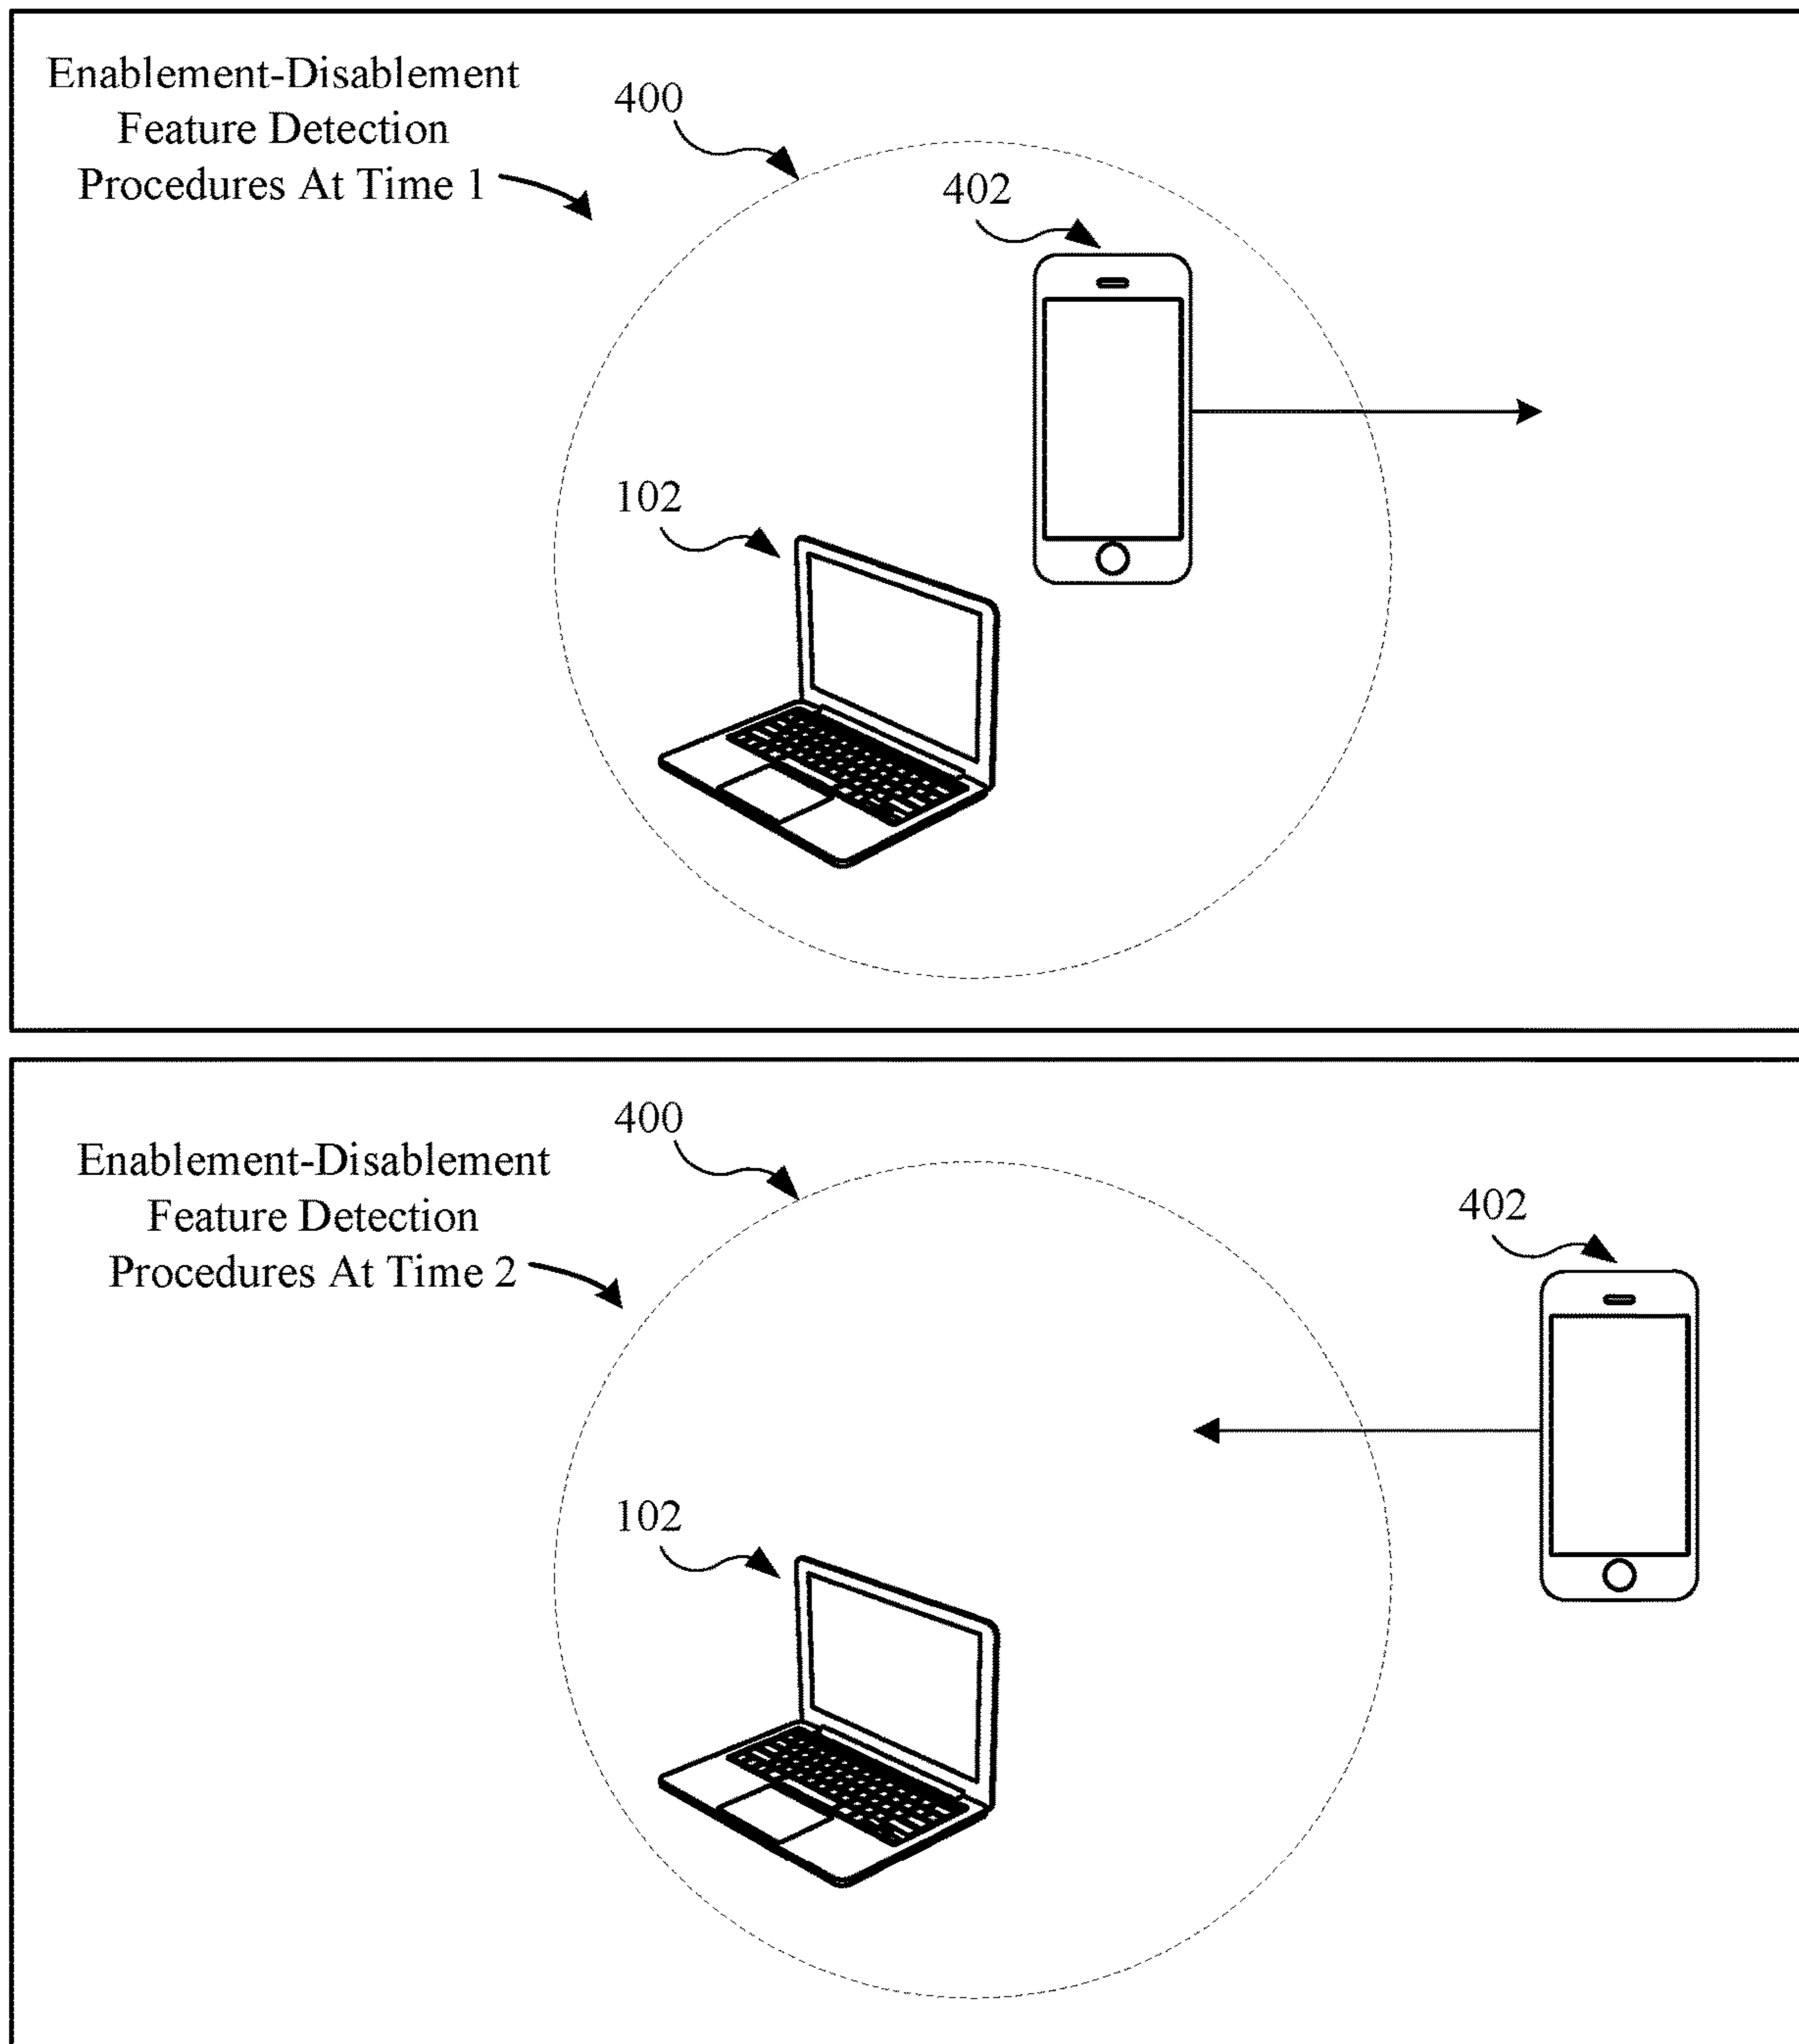 Enablement-Disablement
Feature Detection
Procedures At Time 1
400
402
102
Enablement-Disablement
Feature Detection
Procedures At Time 2
400
402
102